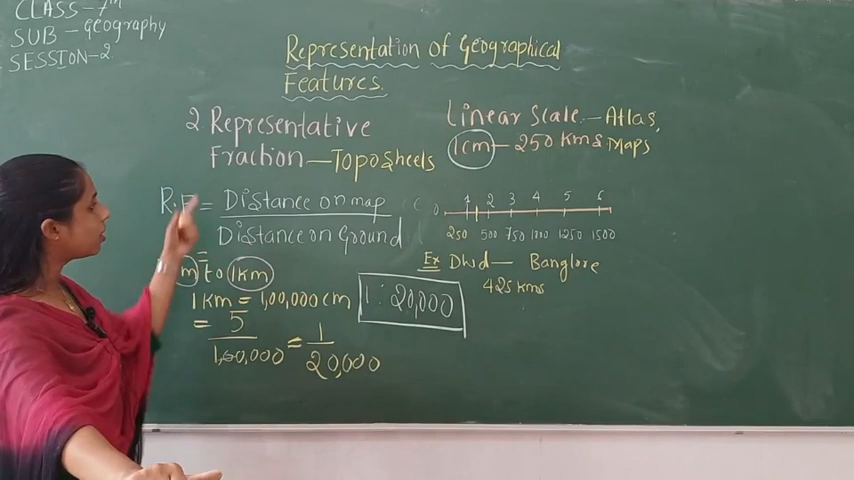 CLASS - 7th
SUB - Geography
SESSION - 2
Representation of Geographical
Features.
2. Representative
Fraction — TopoSheels
R.F = Distance on map
Distance on Ground
m to 1km
1 Km = 1,00,000 cm
= 5
1,00,000
= 1
20,000
1 : 20,000
Linear Scale. — Atlas,
1cm — 250 Kms Maps
0 1 2 3 4 5 6
250 500 750 1000 1250 1500
Ex Dwd — Banglore
425 Kms